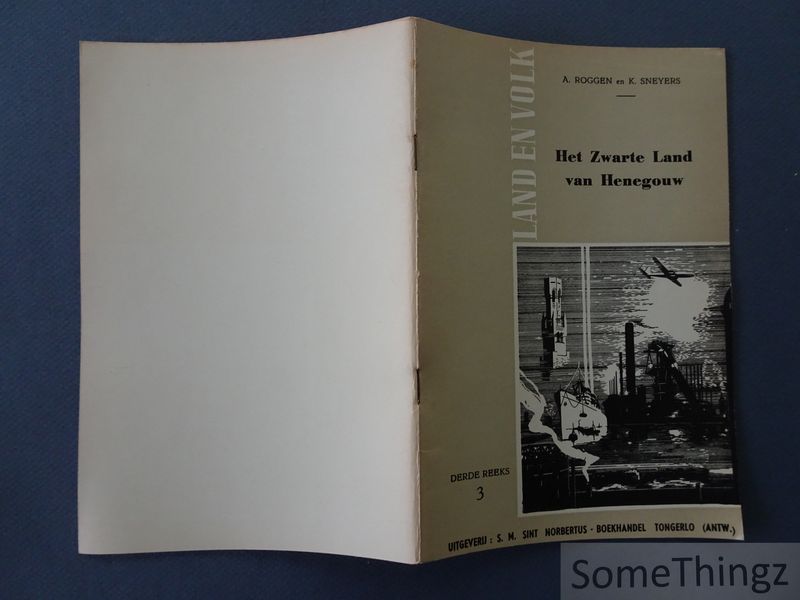 LAND EN VOLK
A. ROGGEN en K. SNEYERS
Het Zwarte Land
van Henegouw
DERDE REEKS
3
UITGEVERIJ : S. M. SINT NORBERTUS - BOEKHANDEL TONGERLO (ANTW.)
SomeThingz